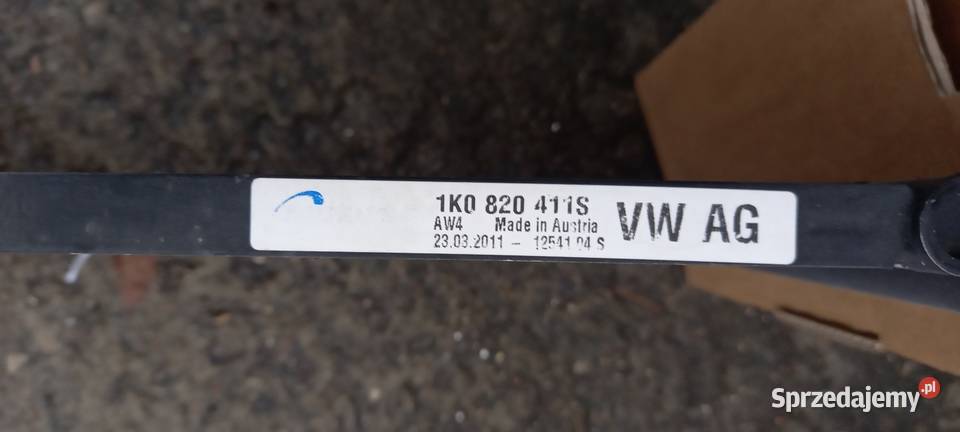 1K0 820 411S
AW4 Made in Austria
23.03.2011 - 12541 04 S
VW AG
Sprzedajemy.pl